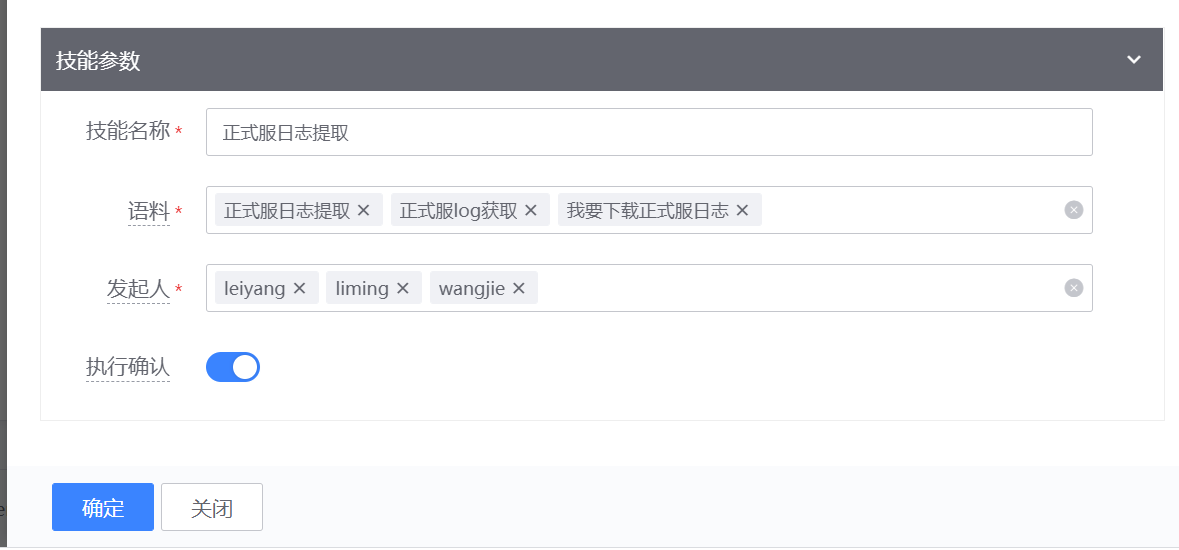 技能参数
技能名称 *
正式服日志提取
语料 *
正式服日志提取 正式服log获取 我要下载正式服日志
发起人 *
leiyang liming wangjie
执行确认
确定 关闭